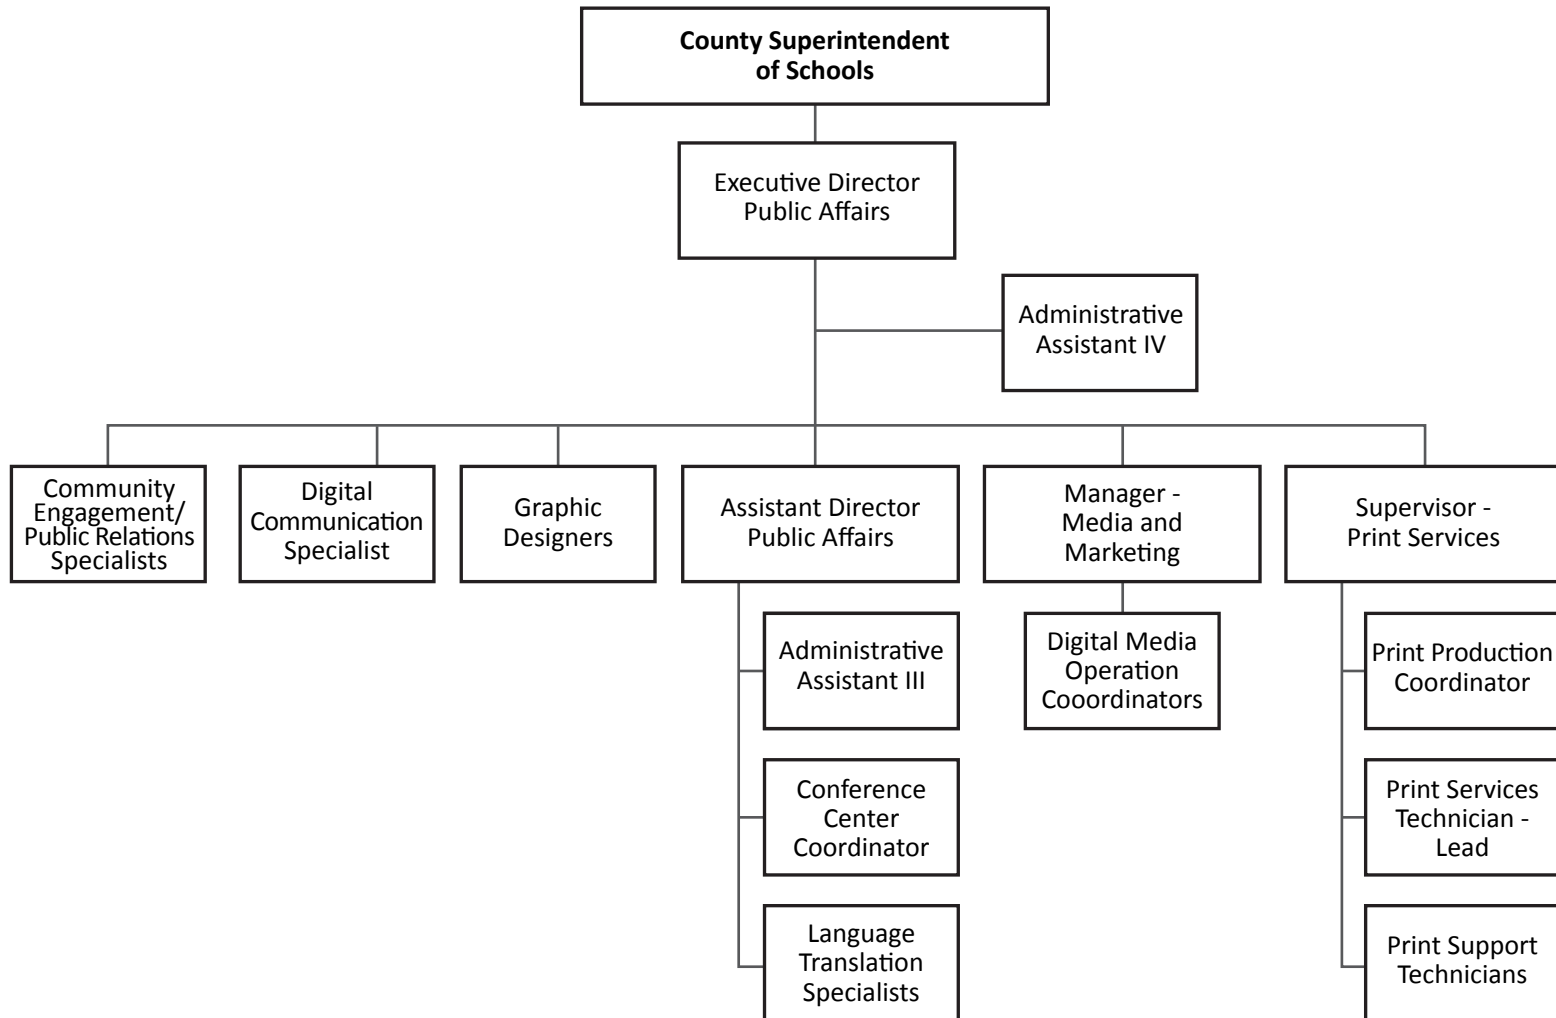 County Superintendent
of Schools
Executive Director
Public Affairs
Administrative
Assistant IV
Community
Engagement/
Public Relations
Specialists
Digital
Communication
Specialist
Graphic
Designers
Assistant Director
Public Affairs
Manager -
Media and
Marketing
Supervisor -
Print Services
Administrative
Assistant III
Conference
Center
Coordinator
Language
Translation
Specialists
Digital Media
Operation
Cooordinators
Print Production
Coordinator
Print Services
Technician -
Lead
Print Support
Technicians